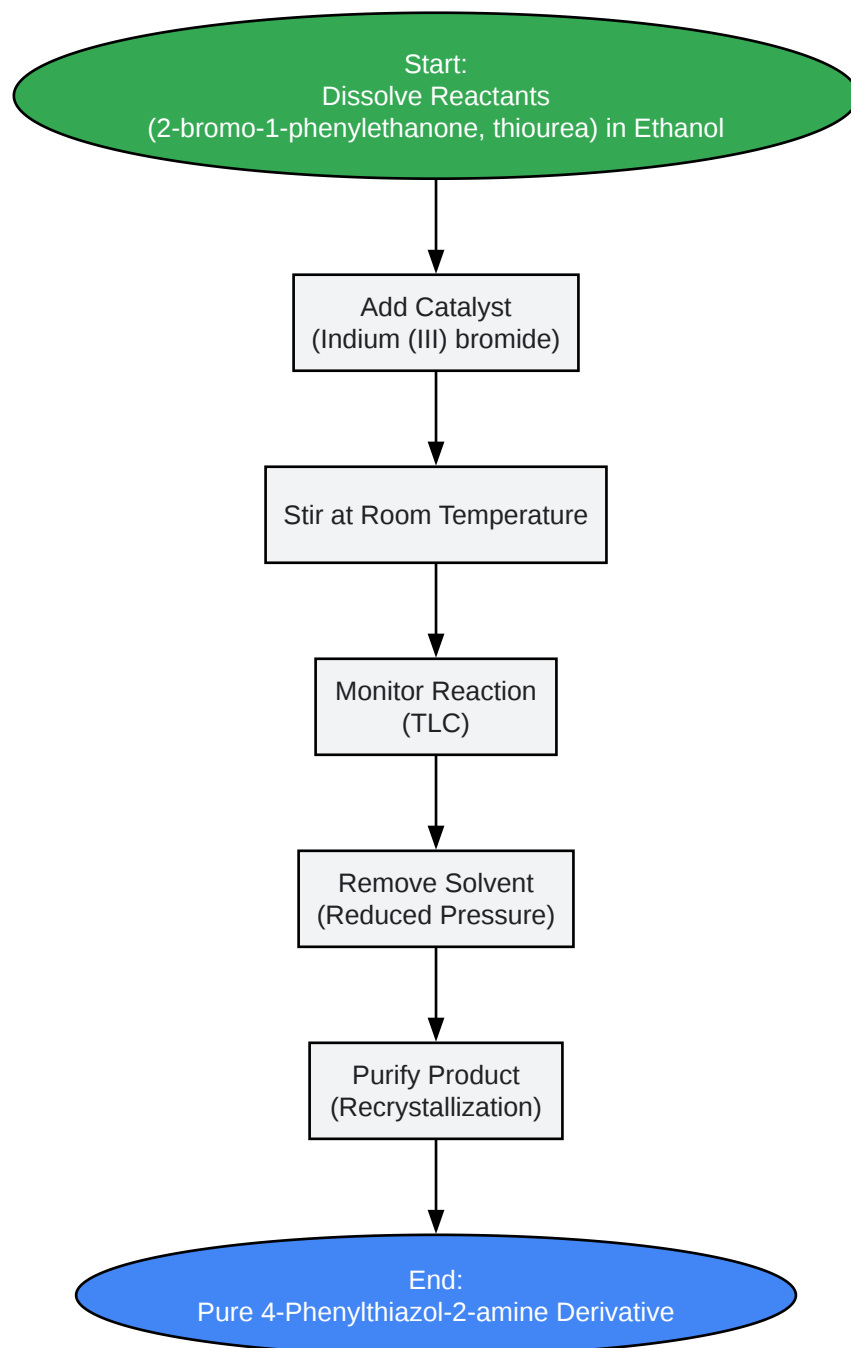 Start:
Dissolve Reactants
(2-bromo-1-phenylethanone, thiourea) in Ethanol
Add Catalyst
(Indium (III) bromide)
Stir at Room Temperature
Monitor Reaction
(TLC)
Remove Solvent
(Reduced Pressure)
Purify Product
(Recrystallization)
End:
Pure 4-Phenylthiazol-2-amine Derivative